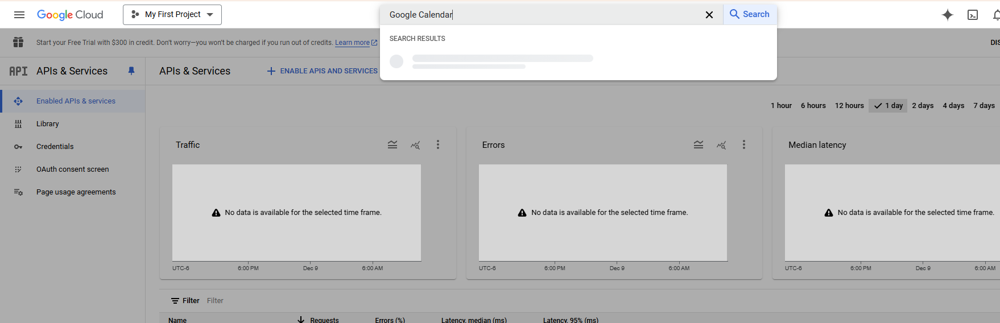 Google Cloud
My First Project
Google Calendar
Search
Start your Free Trial with $300 in credit. Don't worry—you won't be charged if you run out of credits. Learn more
SEARCH RESULTS
API
APIs & Services
APIs & Services
ENABLE APIS AND SERVICES
Enabled APIs & services
Library
Credentials
OAuth consent screen
Page usage agreements
1 hour 6 hours 12 hours 1 day 2 days 4 days 7 days
Traffic
No data is available for the selected time frame.
UTC-6 6:00 PM Dec 9 6:00 AM
Errors
No data is available for the selected time frame.
UTC-6 6:00 PM Dec 9 6:00 AM
Median latency
No data is available for the selected time frame.
UTC-6 6:00 PM Dec 9 6:00 AM
Filter Filter
Name Requests Errors (%) Latency, median (ms) Latency, 95% (ms)